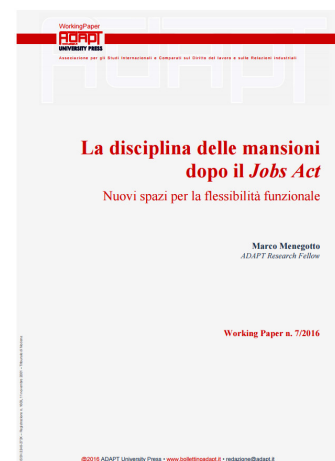 WorkingPaper
ADAPT
UNIVERSITY PRESS
Associazione per gli Studi Internazionali e Comparati sul Diritto del lavoro e sulle Relazioni industriali
La disciplina delle mansioni
dopo il Jobs Act
Nuovi spazi per la flessibilità funzionale
Marco Menegotto
ADAPT Research Fellow
Working Paper n. 7/2016
@2016 ADAPT University Press • www.bollettinoadapt.it • redazione@adapt.it